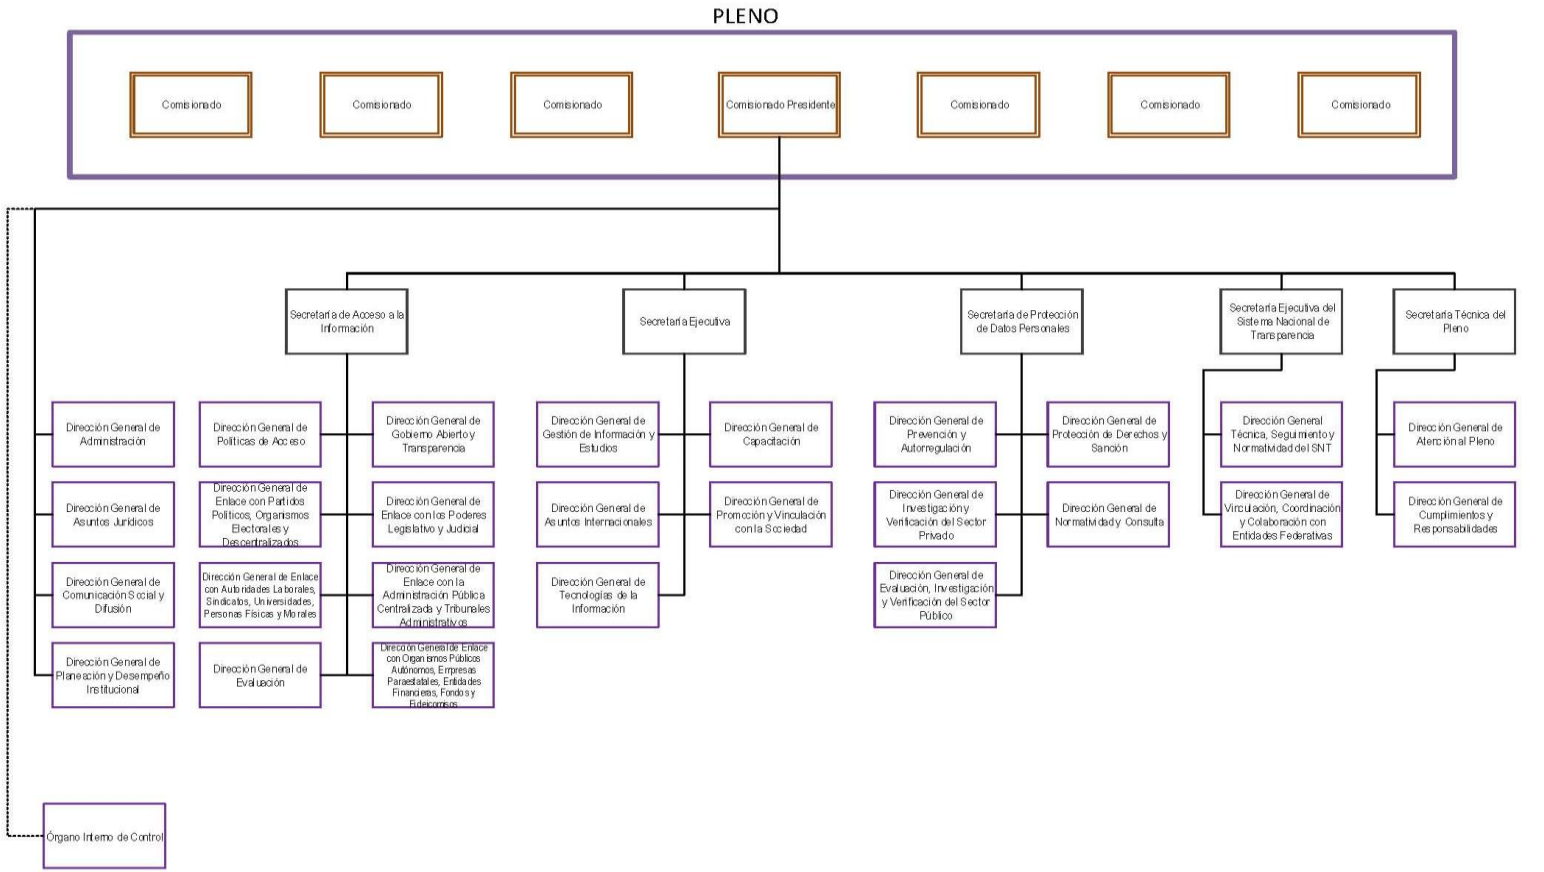 PLENO
Comisionado
Comisionado
Comisionado
Comisionado Presidente
Comisionado
Comisionado
Comisionado
Secretaría de Acceso a la
Información
Secretaría Ejecutiva
Secretaría de Protección
de Datos Personales
Secretaría Ejecutiva del
Sistema Nacional de
Transparencia
Secretaría Técnica del
Pleno
Dirección General de
Administración
Dirección General de
Políticas de Acceso
Dirección General de
Gobierno Abierto y
Transparencia
Dirección General de
Gestión de Información y
Estudios
Dirección General de
Capacitación
Dirección General de
Prevención y
Autorregulación
Dirección General de
Protección de Derechos y
Sanción
Dirección General
Técnica, Seguimiento y
Normatividad del SNT
Dirección General de
Atención al Pleno
Dirección General de
Asuntos Jurídicos
Dirección General de
Enlace con Partidos
Políticos, Organismos
Electorales y
Descentralizados
Dirección General de
Enlace con los Poderes
Legislativo y Judicial
Dirección General de
Asuntos Internacionales
Dirección General de
Promoción y Vinculación
con la Sociedad
Dirección General de
Investigación y
Verificación del Sector
Privado
Dirección General de
Normatividad y Consulta
Dirección General de
Vinculación, Coordinación
y Colaboración con
Entidades Federativas
Dirección General de
Cumplimientos y
Responsabilidades
Dirección General de
Comunicación Social y
Difusión
Dirección General de Enlace
con Autoridades Laborales,
Sindicatos, Universidades,
Personas Físicas y Morales
Dirección General de
Enlace con la
Administración Pública
Centralizada y Tribunales
Administrativos
Dirección General de
Tecnologías de la
Información
Dirección General de
Evaluación, Investigación
y Verificación del Sector
Público
Dirección General de
Planeación y Desempeño
Institucional
Dirección General de
Evaluación
Dirección General de Enlace
con Organismos Públicos
Autónomos, Empresas
Paraestatales, Entidades
Financieras, Fondos y
Fideicomisos
Órgano Interno de Control